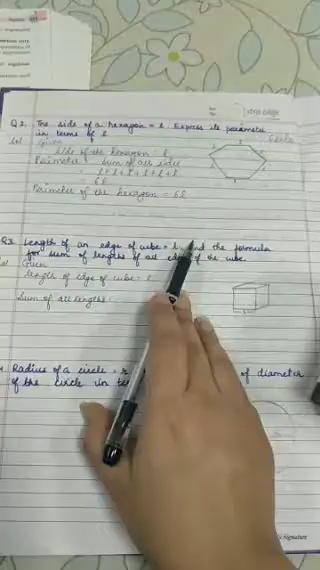 Q2. The side of a hexagon = l. Express its perimeter
in terms of l
Sol Given
Side of the hexagon = l
Perimeter = Sum of all sides
= l+l+l+l+l+l
= 6l
Perimeter of the hexagon = 6l
Q3. Length of an edge of cube = l. Find the formula
for sum of lengths of all edges of the cube.
Given
length of edge of cube = l
Sum of all lengths =
Radius of a circle = r
of diameter
of the circle in
Signature